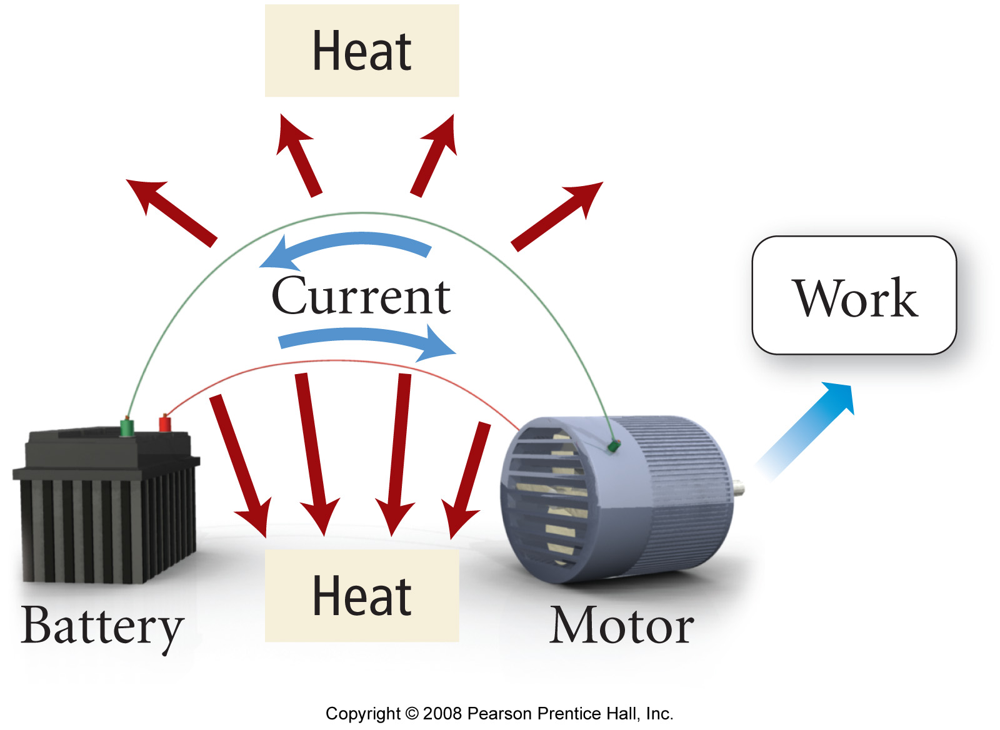 Heat
Current
Work
Heat
Battery
Motor
Copyright © 2008 Pearson Prentice Hall, Inc.